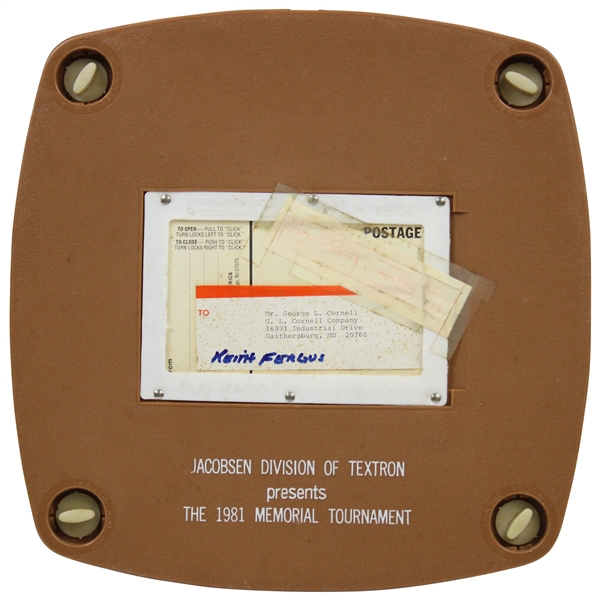 TO OPEN — PULL TO "CLICK"
TURN LOCKS LEFT TO "CLICK."
TO CLOSE — PUSH TO "CLICK"
TURN LOCKS RIGHT TO "CLICK."
POSTAGE
TO
Mr. George L. Cornell
G. L. Cornell Company
16031 Industrial Drive
Gaithersburg, MD 20760
Keith Fergus
rom
JACOBSEN DIVISION OF TEXTRON
presents
THE 1981 MEMORIAL TOURNAMENT